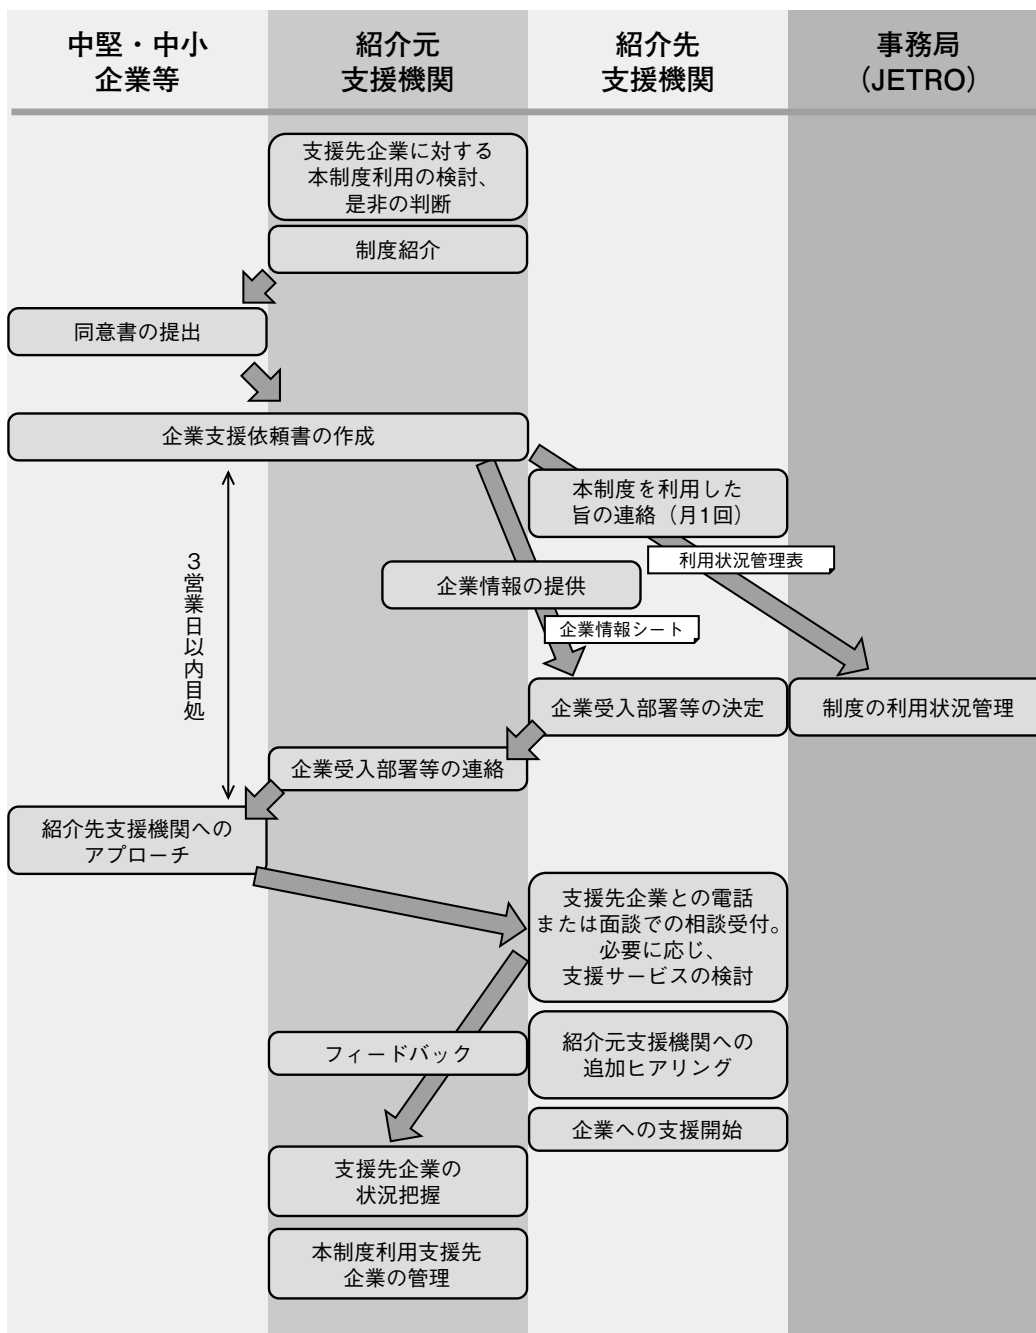 中堅・中小
企業等
紹介元
支援機関
紹介先
支援機関
事務局
（JETRO）
支援先企業に対する
本制度利用の検討、
是非の判断
制度紹介
同意書の提出
企業支援依頼書の作成
本制度を利用した
旨の連絡（月1回）
利用状況管理表
3営業日以内目処
企業情報の提供
企業情報シート
企業受入部署等の決定
制度の利用状況管理
企業受入部署等の連絡
紹介先支援機関への
アプローチ
支援先企業との電話
または面談での相談受付。
必要に応じ、
支援サービスの検討
フィードバック
紹介元支援機関への
追加ヒアリング
企業への支援開始
支援先企業の
状況把握
本制度利用支援先
企業の管理